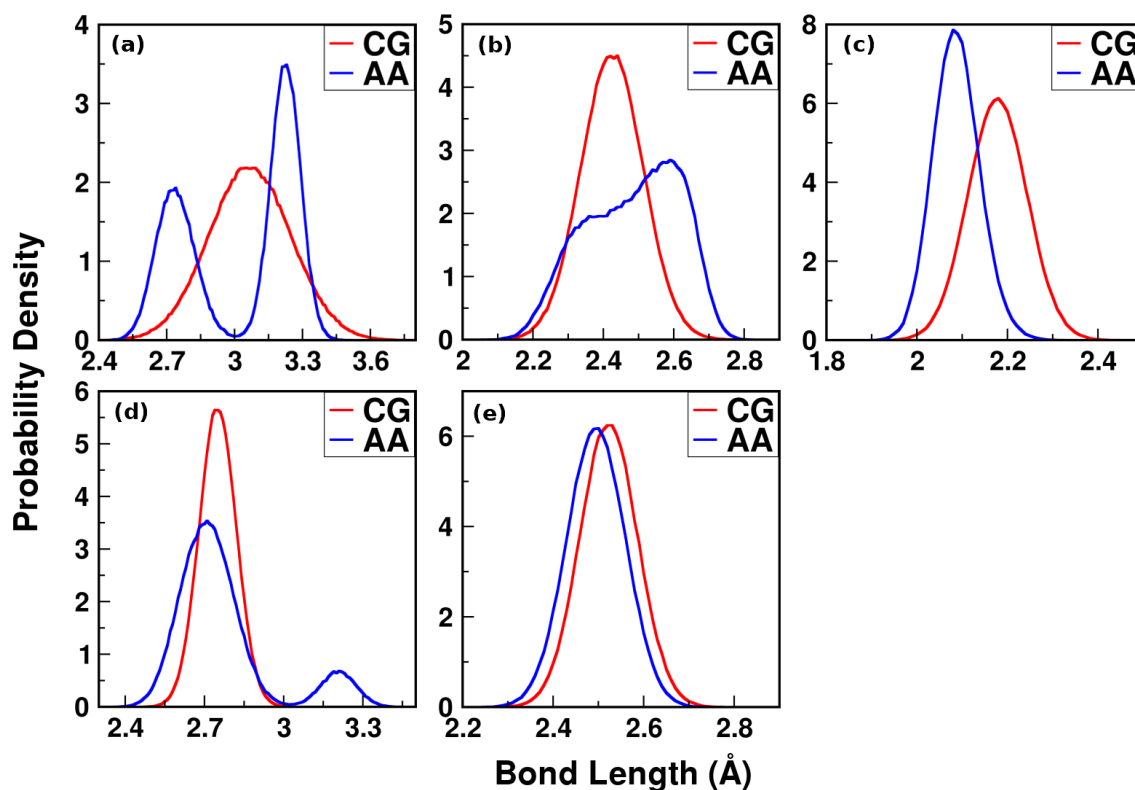 (a)
CG
AA
4
3
2
1
0
2.4 2.7 3 3.3 3.6
(b)
CG
AA
5
4
3
2
1
0
2 2.2 2.4 2.6 2.8
(c)
CG
AA
8
6
4
2
0
1.8 2 2.2 2.4
(d)
CG
AA
6
5
4
3
2
1
0
2.4 2.7 3 3.3
(e)
CG
AA
6
4
2
0
2.2 2.4 2.6 2.8
Probability Density
Bond Length (Å)